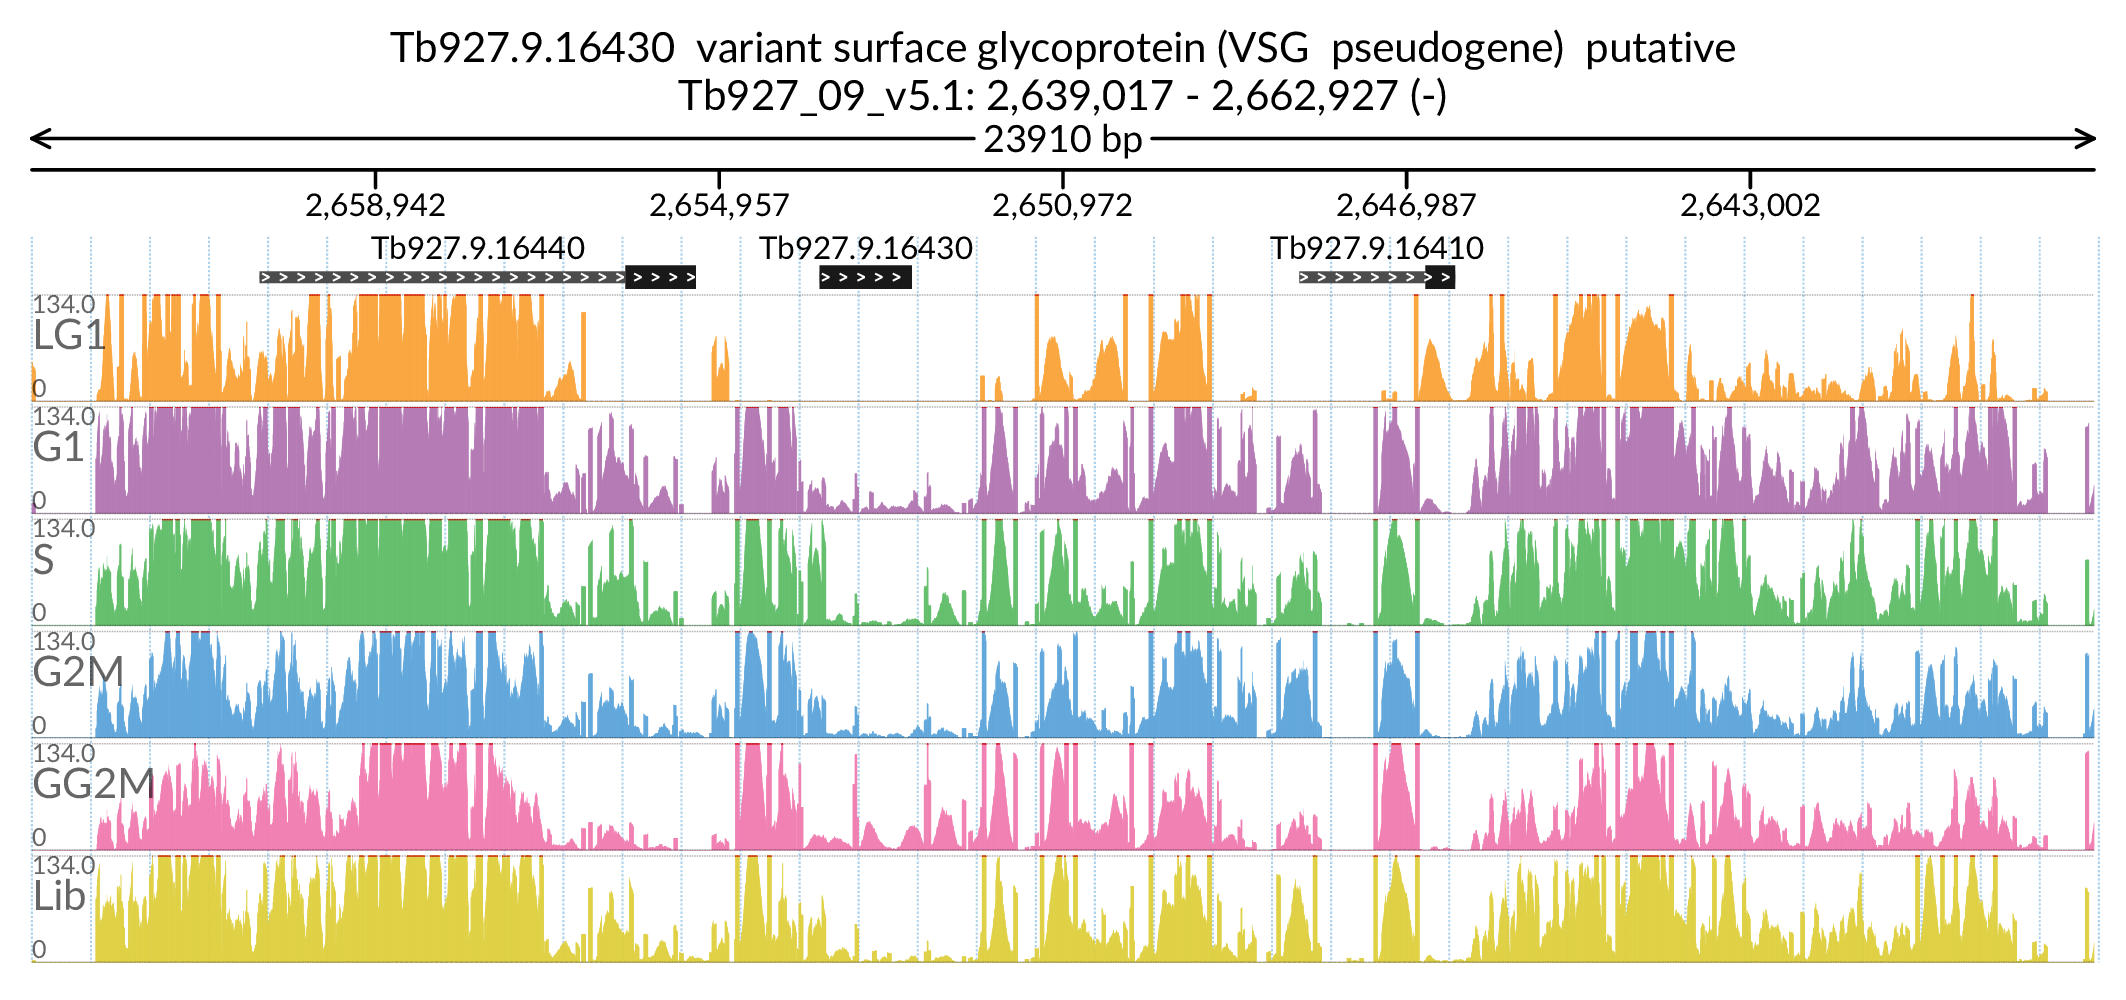 Tb927.9.16430 variant surface glycoprotein (VSG pseudogene) putative
Tb927_09_v5.1: 2,639,017 - 2,662,927 (-)
23910 bp
2,658,942 2,654,957 2,650,972 2,646,987 2,643,002
Tb927.9.16440 Tb927.9.16430 Tb927.9.16410
134.0
LG1
0
134.0
G1
0
134.0
S
0
134.0
G2M
0
134.0
GG2M
0
134.0
Lib
0